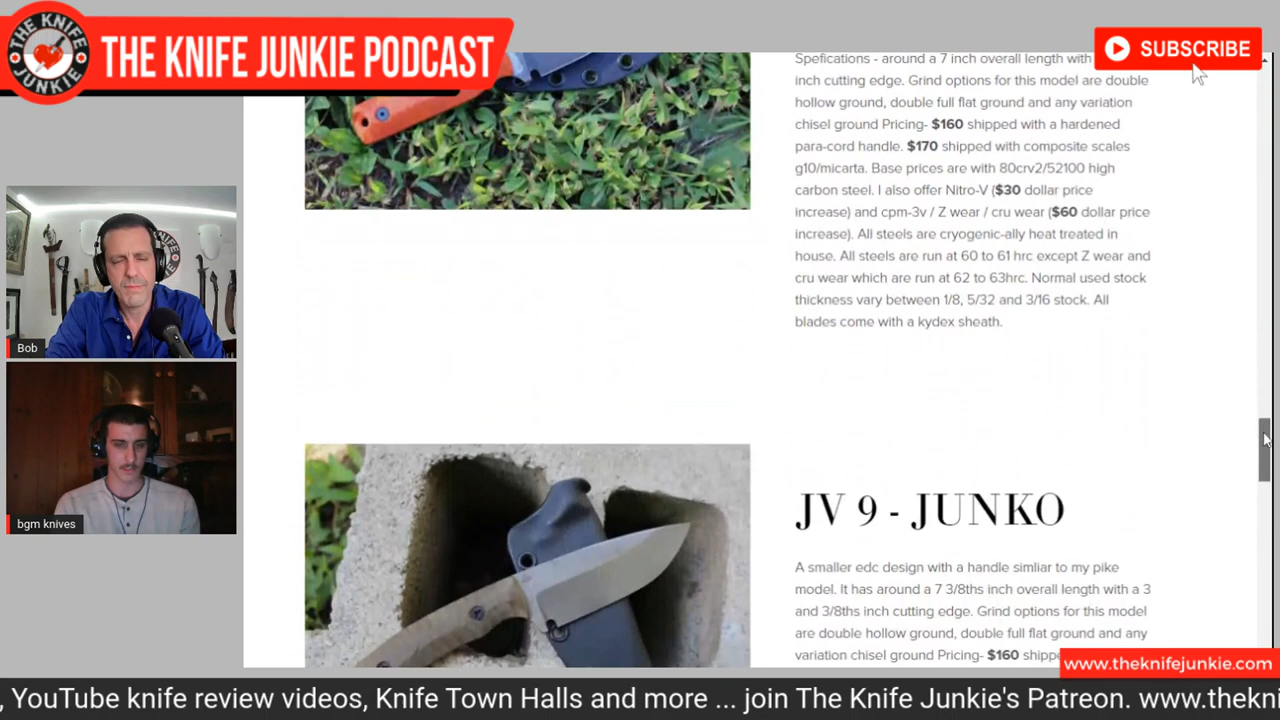 THE KNIFE JUNKIE
THE KNIFE JUNKIE PODCAST
SUBSCRIBE
Spefications - around a 7 inch overall length with
inch cutting edge. Grind options for this model are double
hollow ground, double full flat ground and any variation
chisel ground Pricing- $160 shipped with a hardened
para-cord handle. $170 shipped with composite scales
g10/micarta. Base prices are with 80crv2/52100 high
carbon steel. I also offer Nitro-V ($30 dollar price
increase) and cpm-3v / Z wear / cru wear ($60 dollar price
increase). All steels are cryogenic-ally heat treated in
house. All steels are run at 60 to 61 hrc except Z wear and
cru wear which are run at 62 to 63hrc. Normal used stock
thickness vary between 1/8, 5/32 and 3/16 stock. All
blades come with a kydex sheath.
Bob
bgm knives
JV 9 - JUNKO
A smaller edc design with a handle simliar to my pike
model. It has around a 7 3/8ths inch overall length with a 3
and 3/8ths inch cutting edge. Grind options for this model
are double hollow ground, double full flat ground and any
variation chisel ground Pricing- $160 shipp
www.theknifejunkie.com
, YouTube knife review videos, Knife Town Halls and more ... join The Knife Junkie's Patreon. www.thekni